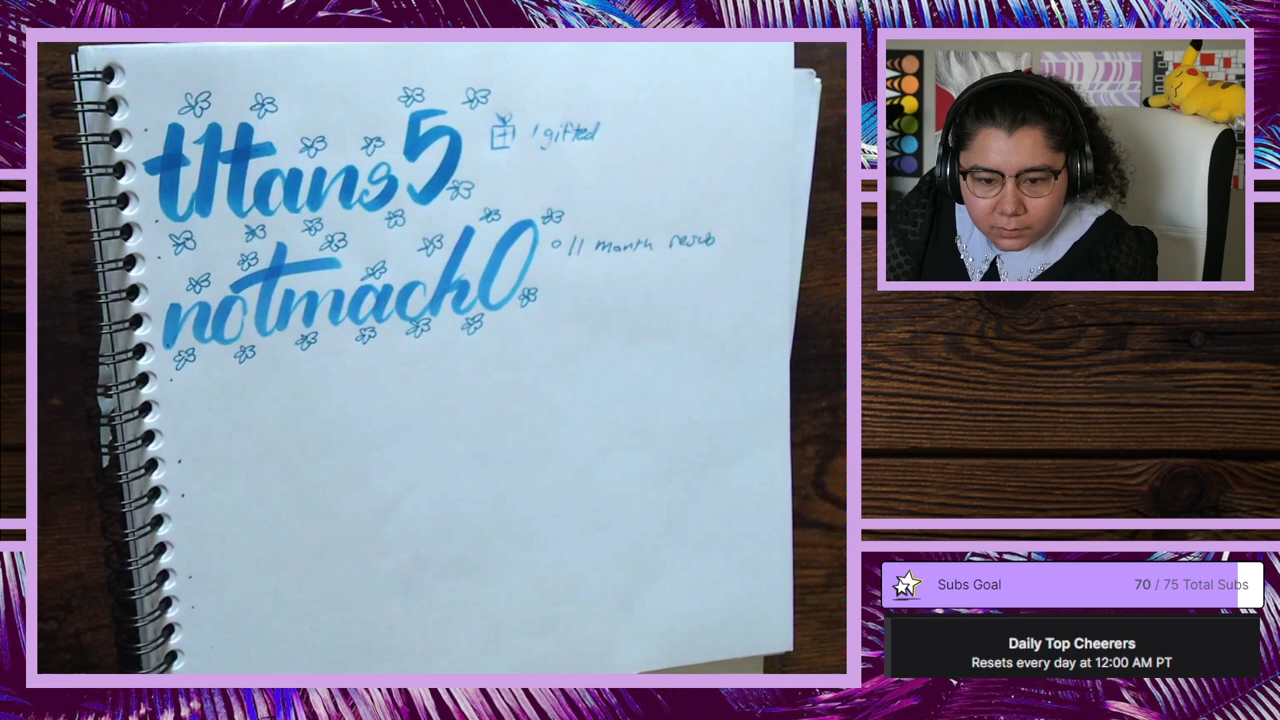 tItans5
1 gifted
notmach0
11 month resub
Subs Goal
70 / 75 Total Subs
Daily Top Cheerers
Resets every day at 12:00 AM PT